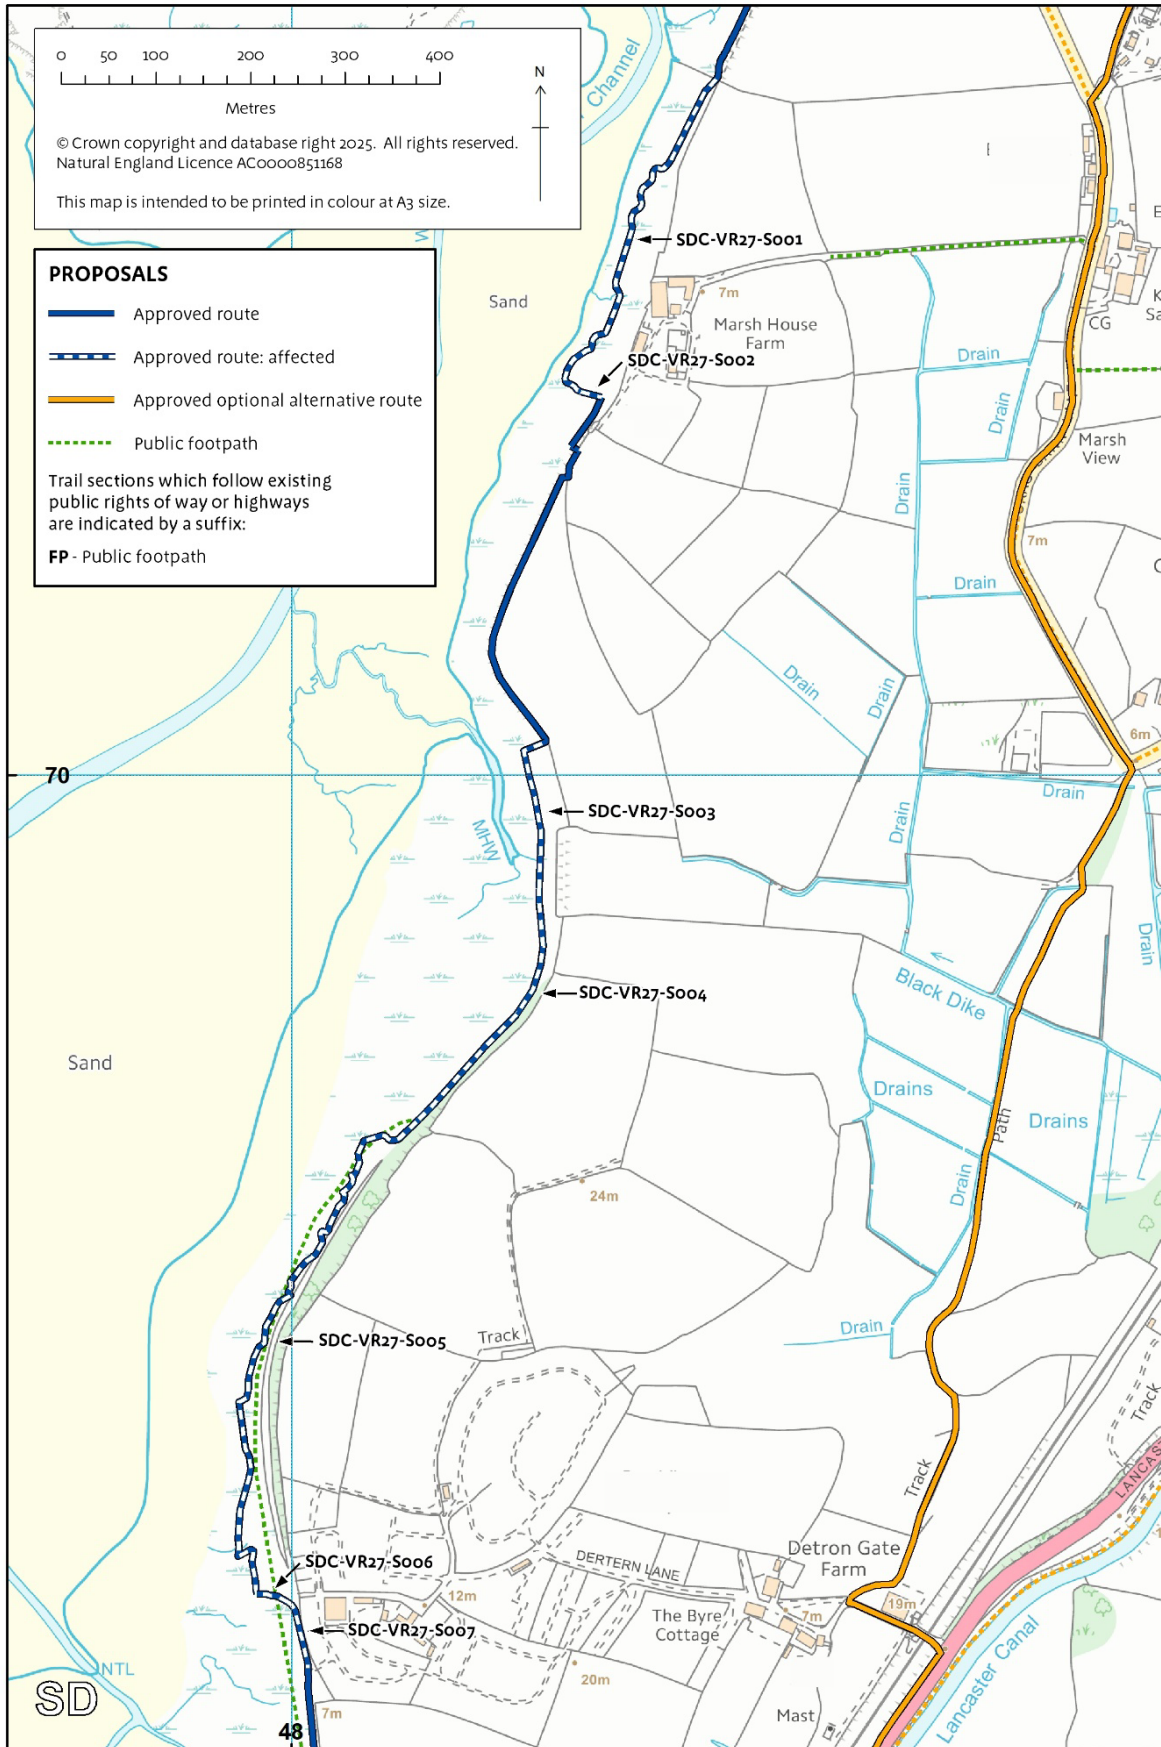 0 50 100 200 300 400
Metres
N
© Crown copyright and database right 2025. All rights reserved.
Natural England Licence AC0000851168
This map is intended to be printed in colour at A3 size.
Channel
W
PROPOSALS
Approved route
Approved route: affected
Approved optional alternative route
Public footpath
Trail sections which follow existing
public rights of way or highways
are indicated by a suffix:
FP - Public footpath
SDC-VR27-S001
Sand
7m
Marsh House
Farm
CG
SDC-VR27-S002
Drain
Drain
Marsh
View
Drain
7m
Drain
Drain
Drain
6m
70
Drain
SDC-VR27-S003
Drain
MHW
Drain
Black Dike
SDC-VR27-S004
Sand
Drains
Path
Drains
Drain
24m
Drain
SDC-VR27-S005
Track
Track
Track
Detron Gate
Farm
SDC-VR27-S006
DERTERN LANE
12m
The Byre
Cottage
7m
19m
SDC-VR27-S007
Lancaster Canal
NTL
20m
SD
7m
Mast
48